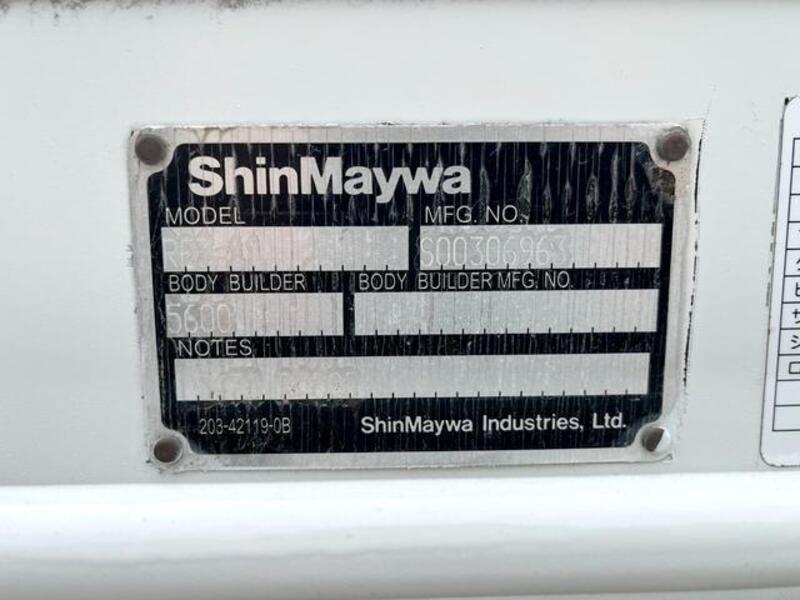 ShinMaywa
MODEL MFG. NO.
S00306963
BODY BUILDER BODY BUILDER MFG. NO.
5600
NOTES
203-42119-0B ShinMaywa Industries, Ltd.